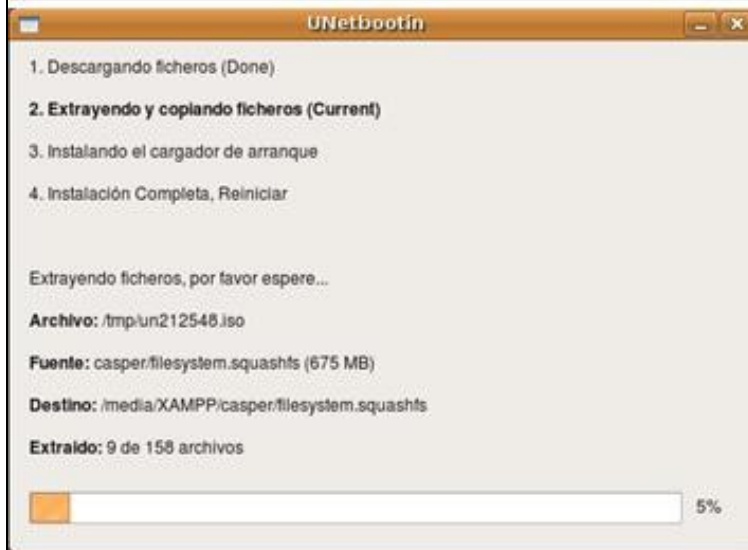 UNetbootin
1. Descargando ficheros (Done)
2. Extrayendo y copiando ficheros (Current)
3. Instalando el cargador de arranque
4. Instalación Completa, Reiniciar
Extrayendo ficheros, por favor espere...
Archivo: /tmp/un212548.iso
Fuente: casper/filesystem.squashfs (675 MB)
Destino: /media/XAMPP/casper/filesystem.squashfs
Extraido: 9 de 158 archivos
5%